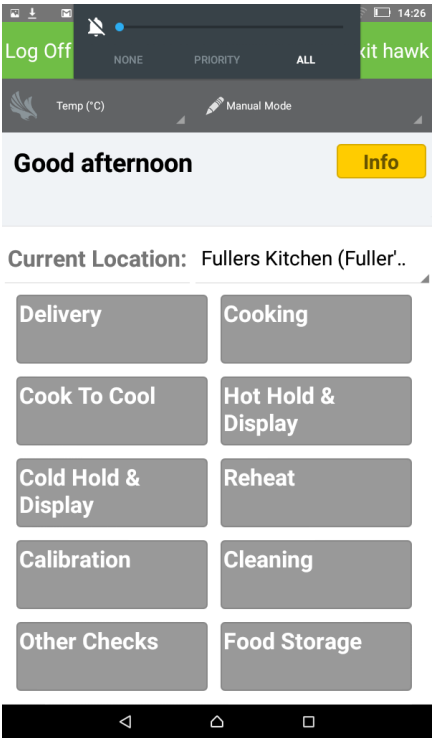 14:26
Log Off
xit hawk
NONE
PRIORITY
ALL
Temp (°C)
Manual Mode
Good afternoon
Info
Current Location:
Fullers Kitchen (Fuller'..
Delivery
Cooking
Cook To Cool
Hot Hold &
Display
Cold Hold &
Display
Reheat
Calibration
Cleaning
Other Checks
Food Storage